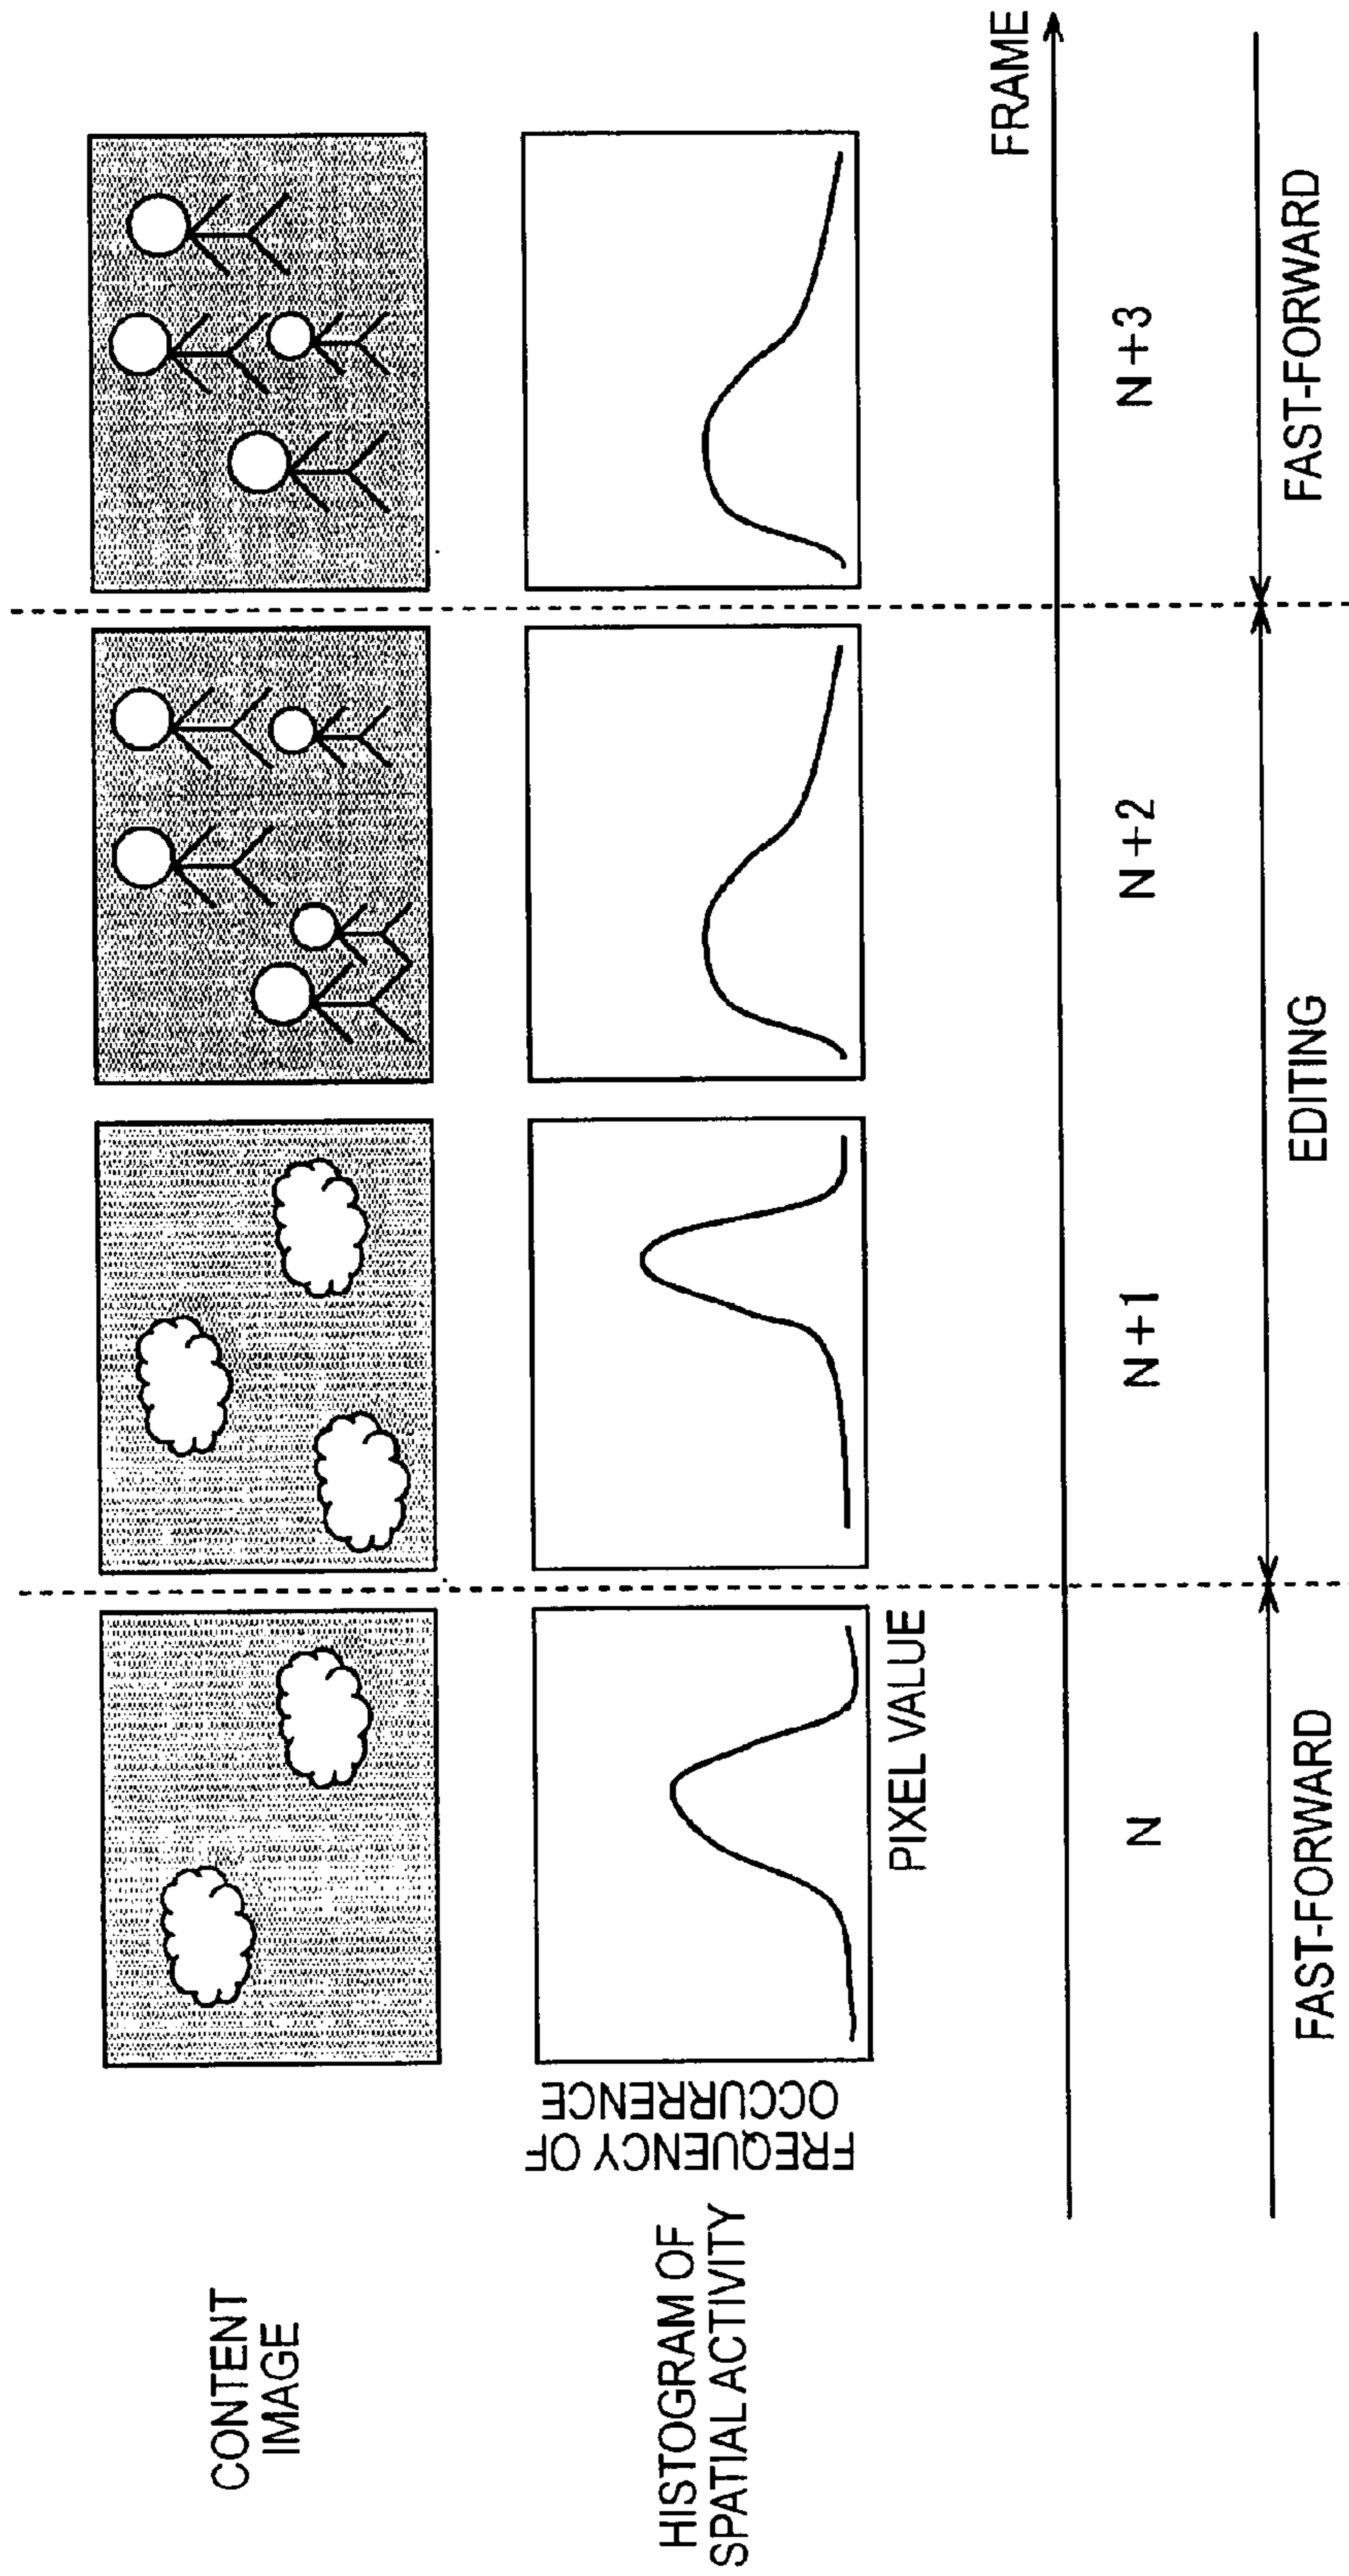 CONTENT
IMAGE
HISTOGRAM OF
SPATIAL ACTIVITY
FREQUENCY OF
OCCURRENCE
PIXEL VALUE
FRAME
N
N+1
N+2
N+3
FAST-FORWARD
EDITING
FAST-FORWARD